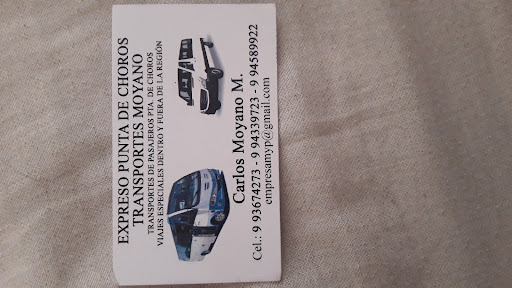 EXPRESO PUNTA DE CHOROS
TRANSPORTES MOYANO
TRANSPORTES DE PASAJEROS PTA. DE CHOROS
VIAJES ESPECIALES DENTRO Y FUERA DE LA REGIÓN
Carlos Moyano M.
Cel.: 9 93674273 - 9 94339723 - 9 94589922
empresamyp@gmail.com